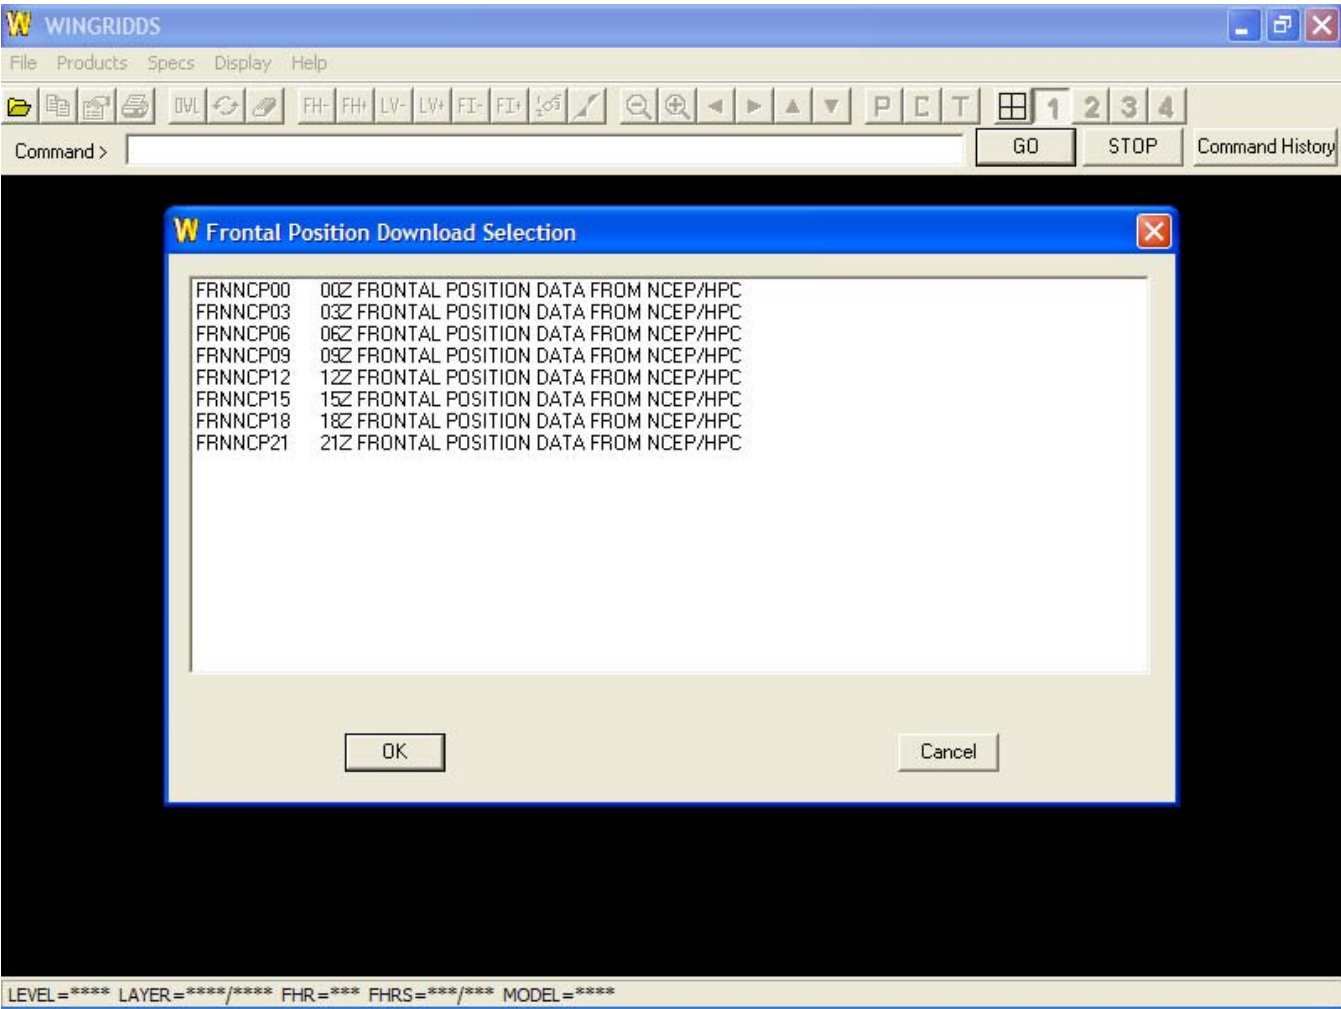 W WINGRIDDS
File Products Specs Display Help
OVL FH- FH+ LV- LV+ FI- FI+ P C T 1 2 3 4
Command > GO STOP Command History
W Frontal Position Download Selection
FRNNCP00 00Z FRONTAL POSITION DATA FROM NCEP/HPC
FRNNCP03 03Z FRONTAL POSITION DATA FROM NCEP/HPC
FRNNCP06 06Z FRONTAL POSITION DATA FROM NCEP/HPC
FRNNCP09 09Z FRONTAL POSITION DATA FROM NCEP/HPC
FRNNCP12 12Z FRONTAL POSITION DATA FROM NCEP/HPC
FRNNCP15 15Z FRONTAL POSITION DATA FROM NCEP/HPC
FRNNCP18 18Z FRONTAL POSITION DATA FROM NCEP/HPC
FRNNCP21 21Z FRONTAL POSITION DATA FROM NCEP/HPC
OK Cancel
LEVEL=**** LAYER=****/**** FHR=*** FHRS=***/*** MODEL=****